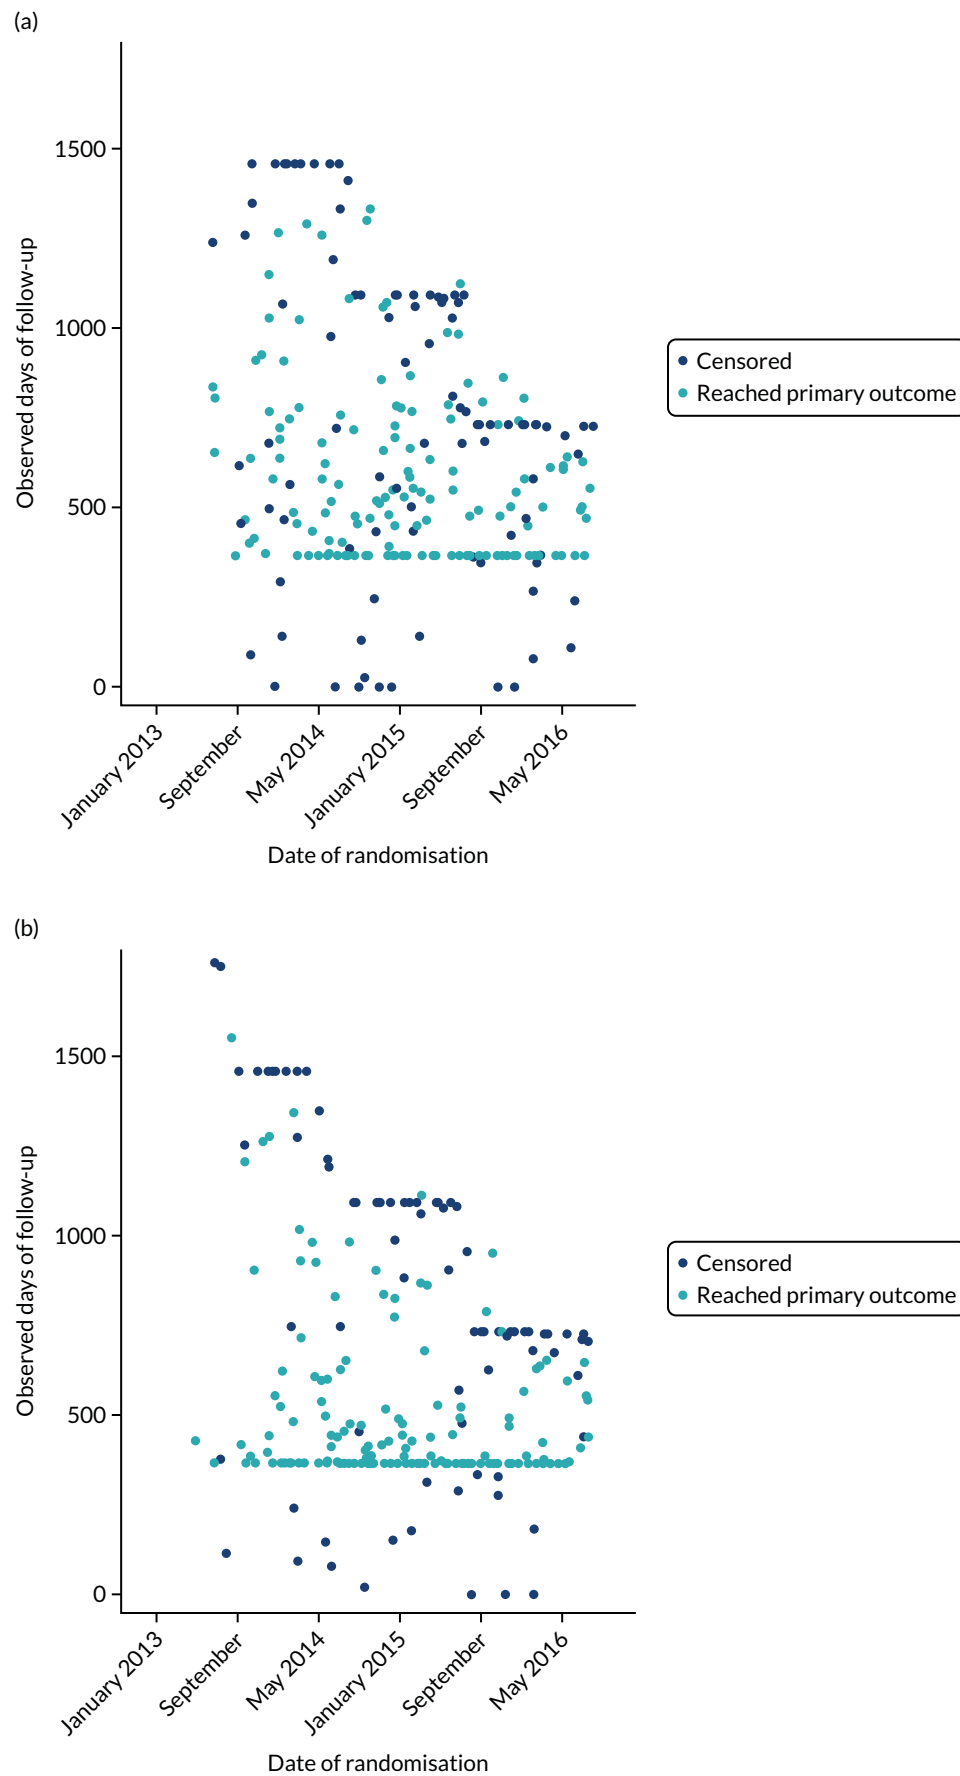 (a)
1500
1000
500
0
Observed days of follow-up
January 2013
September
May 2014
January 2015
September
May 2016
Date of randomisation
Censored
Reached primary outcome
(b)
1500
1000
500
0
Observed days of follow-up
January 2013
September
May 2014
January 2015
September
May 2016
Date of randomisation
Censored
Reached primary outcome